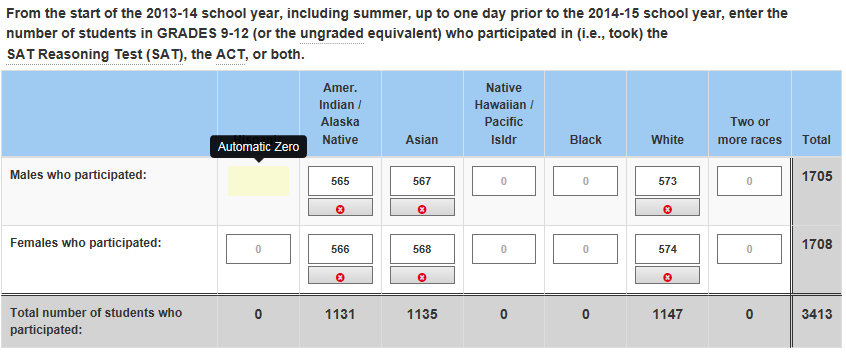 From the start of the 2013-14 school year, including summer, up to one day prior to the 2014-15 school year, enter the
number of students in GRADES 9-12 (or the ungraded equivalent) who participated in (i.e., took) the
SAT Reasoning Test (SAT), the ACT, or both.
Automatic Zero
Amer. Indian / Alaska Native
Asian
Native Hawaiian / Pacific Isldr
Black
White
Two or more races
Total
Males who participated: 565 567 0 0 573 0 1705
Females who participated: 0 566 568 0 0 574 0 1708
Total number of students who participated: 0 1131 1135 0 0 1147 0 3413